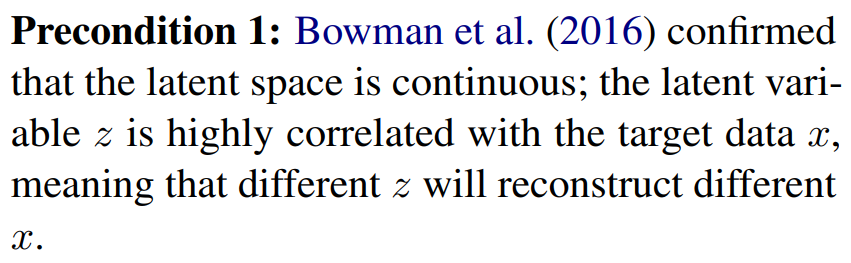 Precondition 1: Bowman et al. (2016) confirmed
that the latent space is continuous; the latent vari-
able z is highly correlated with the target data x,
meaning that different z will reconstruct different
x.